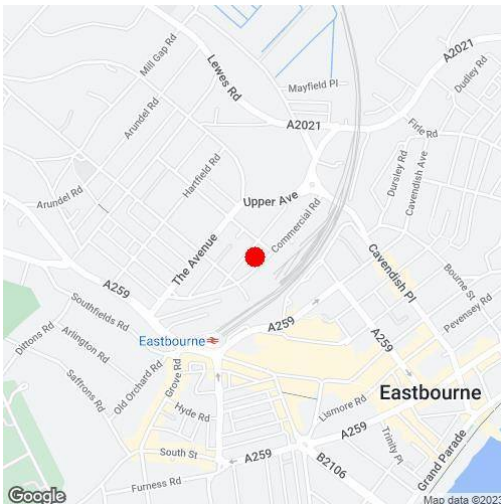 Mill Gap Rd
Lewes Rd
A2021
Dudley Rd
Mayfield Pl
Arundel Rd
A2021
Firle Rd
Hartfield Rd
Dursley Rd
Cavendish Ave
Arundel Rd
Upper Ave
Commercial Rd
The Avenue
Cavendish Pl
Bourne St
A259
Southfields Rd
Pevensey Rd
Dittons Rd
Arlington Rd
Eastbourne
A259
A259
Saffrons Rd
Old Orchard Rd
Grove Rd
Eastbourne
Hyde Rd
Lismore Rd
Trinity Pl
A259
Grand Parade
South St
A259
B2106
Furness Rd
Google
Map data ©2023